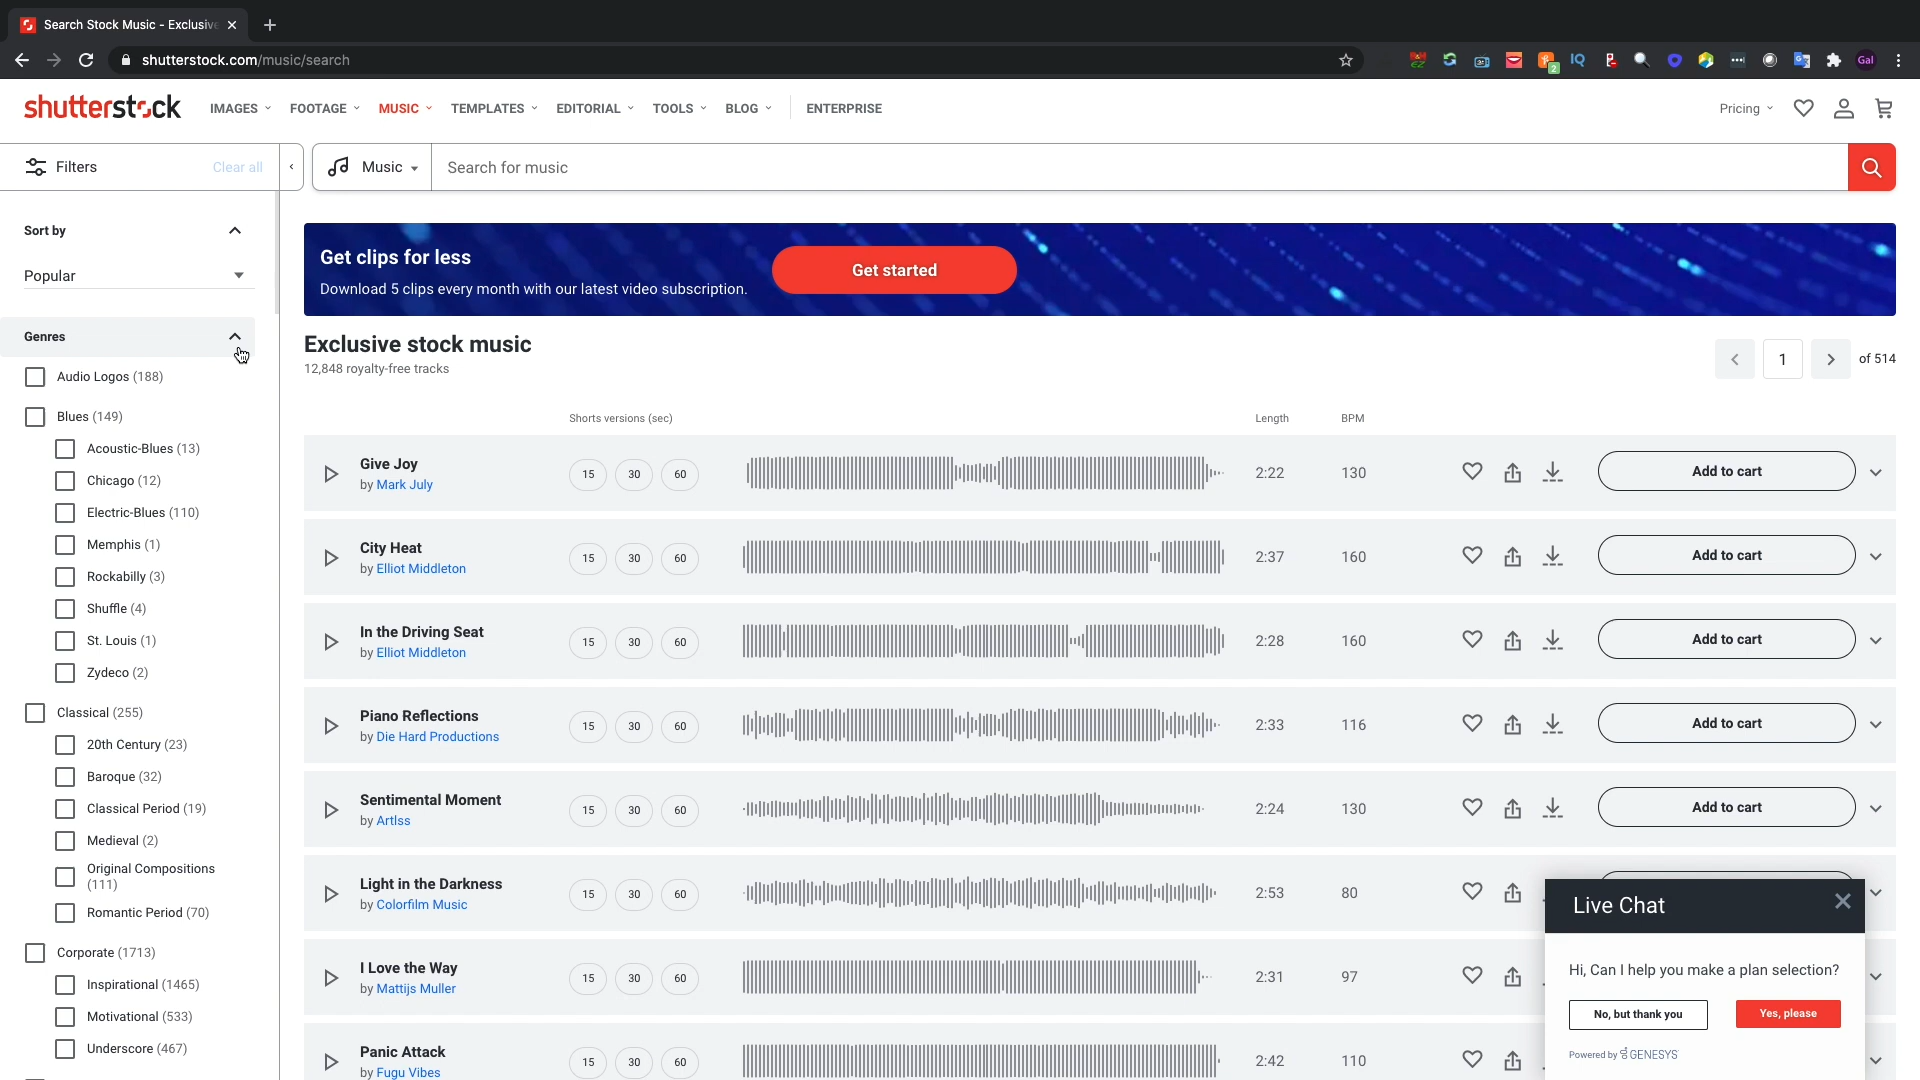 Search Stock Music - Exclusive
shutterstock.com/music/search
2
Gal
shutterstock
IMAGES
FOOTAGE
MUSIC
TEMPLATES
EDITORIAL
TOOLS
BLOG
ENTERPRISE
Pricing
Filters
Clear all
Music
Search for music
Sort by
Popular
Genres
Audio Logos (188)
Blues (149)
Acoustic-Blues (13)
Chicago (12)
Electric-Blues (110)
Memphis (1)
Rockabilly (3)
Shuffle (4)
St. Louis (1)
Zydeco (2)
Classical (255)
20th Century (23)
Baroque (32)
Classical Period (19)
Medieval (2)
Original Compositions
(111)
Romantic Period (70)
Corporate (1713)
Inspirational (1465)
Motivational (533)
Underscore (467)
Get clips for less
Download 5 clips every month with our latest video subscription.
Get started
Exclusive stock music
12,848 royalty-free tracks
1
of 514
Shorts versions (sec)
Length
BPM
Give Joy
by Mark July
15 30 60
2:22
130
Add to cart
City Heat
by Elliot Middleton
15 30 60
2:37
160
Add to cart
In the Driving Seat
by Elliot Middleton
15 30 60
2:28
160
Add to cart
Piano Reflections
by Die Hard Productions
15 30 60
2:33
116
Add to cart
Sentimental Moment
by ArtIss
15 30 60
2:24
130
Add to cart
Light in the Darkness
by Colorfilm Music
15 30 60
2:53
80
I Love the Way
by Mattijs Muller
15 30 60
2:31
97
Panic Attack
by Fugu Vibes
15 30 60
2:42
110
Live Chat
Hi, Can I help you make a plan selection?
No, but thank you
Yes, please
Powered by GENESYS